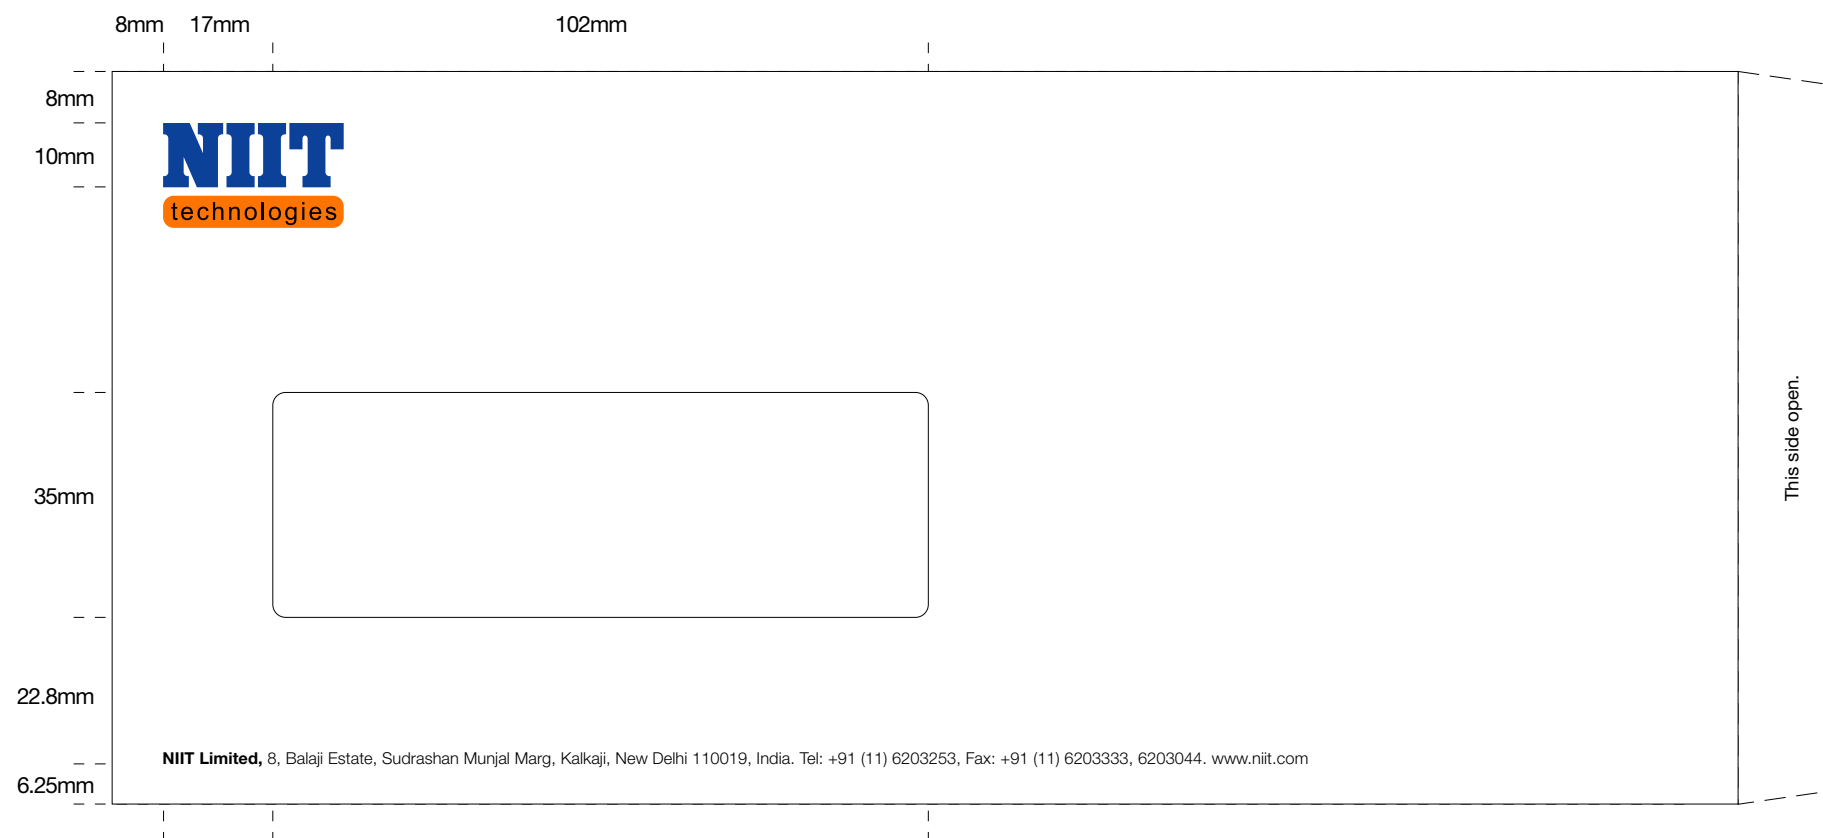 8mm 17mm 102mm
8mm
10mm
NIIT
technologies
35mm
This side open.
22.8mm
NIIT Limited, 8, Balaji Estate, Sudrashan Munjal Marg, Kalkaji, New Delhi 110019, India. Tel: +91 (11) 6203253, Fax: +91 (11) 6203333, 6203044. www.niit.com
6.25mm